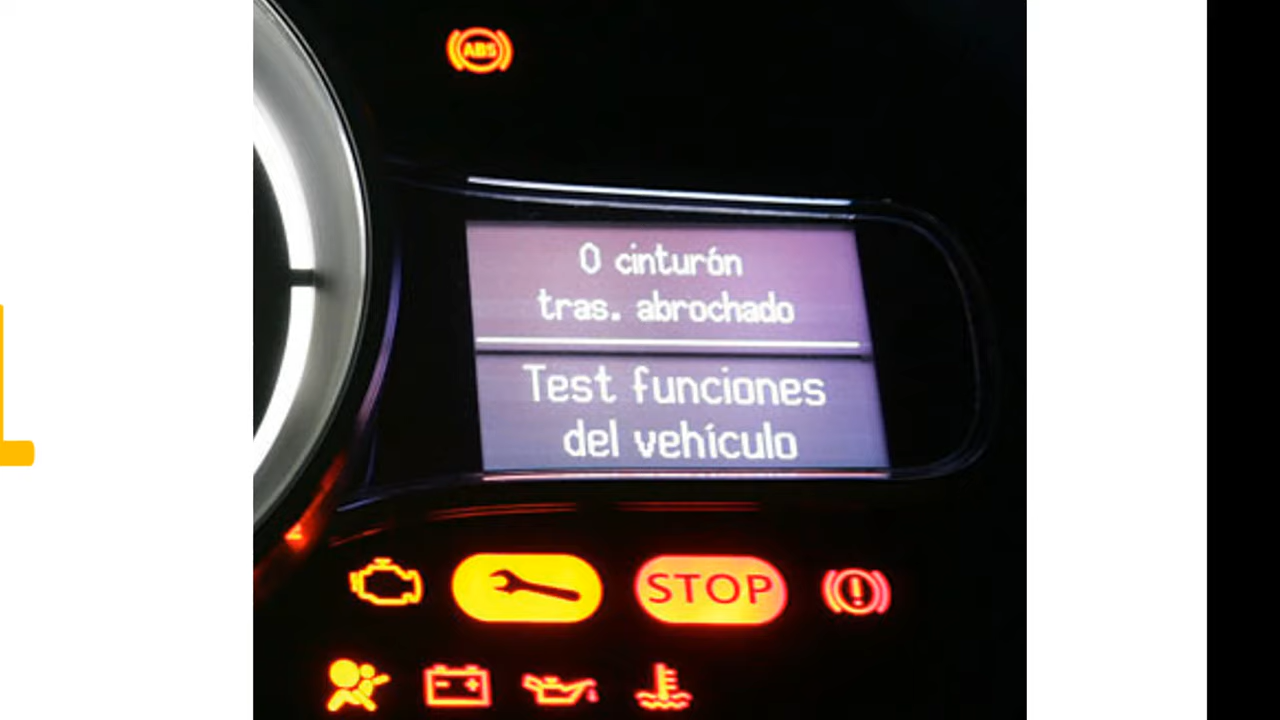 ABS
0 cinturón
tras. abrochado
Test funciones
del vehículo
STOP